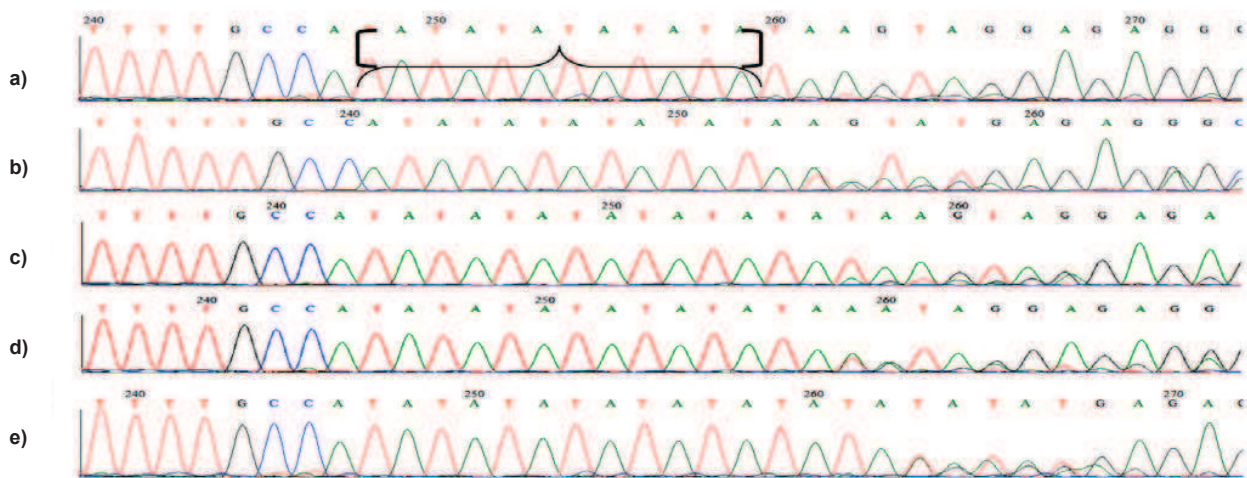 240 250 260 270
a) T T T T G C C A T A T A T A T A T A T A T A A G T A G G A G A G G C
240 250 260
b) T T T T T G C C A T A T A T A T A T A T A A G T A T G A G A G G G C
240 250 260
c) T T T T G C C A T A T A T A T A T A T A T A T A A G T A G G A G A
240 250 260
d) T T T T G C C A T A T A T A T A T A T A T A A A T A G G A G A G G
240 250 260 270
e) T T T T G C C A T A T A T A T A T A T A T A T A T A T A T G A G A